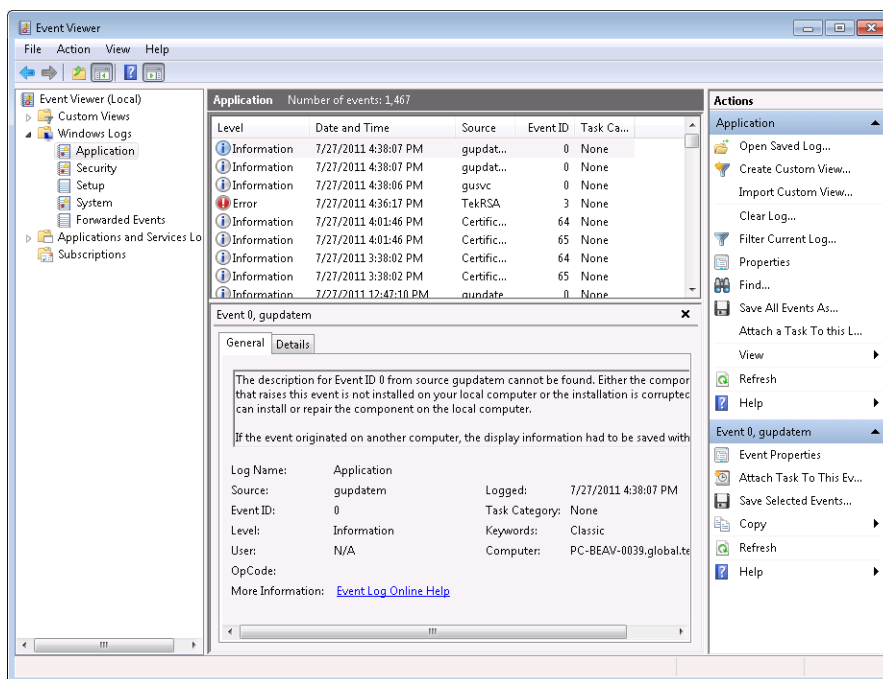 Event Viewer
File Action View Help
Event Viewer (Local)
Custom Views
Windows Logs
Application
Security
Setup
System
Forwarded Events
Applications and Services Lo
Subscriptions
Application Number of events: 1,467
Level Date and Time Source Event ID Task Ca...
Information 7/27/2011 4:38:07 PM gupdat... 0 None
Information 7/27/2011 4:38:07 PM gupdat... 0 None
Information 7/27/2011 4:38:06 PM gusvc 0 None
Error 7/27/2011 4:36:17 PM TekRSA 3 None
Information 7/27/2011 4:01:46 PM Certific... 64 None
Information 7/27/2011 4:01:46 PM Certific... 65 None
Information 7/27/2011 3:38:02 PM Certific... 64 None
Information 7/27/2011 3:38:02 PM Certific... 65 None
Information 7/27/2011 12:47:10 PM gupdate 0 None
Event 0, gupdatem
General Details
The description for Event ID 0 from source gupdatem cannot be found. Either the compor
that raises this event is not installed on your local computer or the installation is corrupted
can install or repair the component on the local computer.
If the event originated on another computer, the display information had to be saved with
Log Name: Application
Source: gupdatem Logged: 7/27/2011 4:38:07 PM
Event ID: 0 Task Category: None
Level: Information Keywords: Classic
User: N/A Computer: PC-BEAV-0039.global.te
OpCode:
More Information: Event Log Online Help
Actions
Application
Open Saved Log...
Create Custom View...
Import Custom View...
Clear Log...
Filter Current Log...
Properties
Find...
Save All Events As...
Attach a Task To this L...
View
Refresh
Help
Event 0, gupdatem
Event Properties
Attach Task To This Ev...
Save Selected Events...
Copy
Refresh
Help